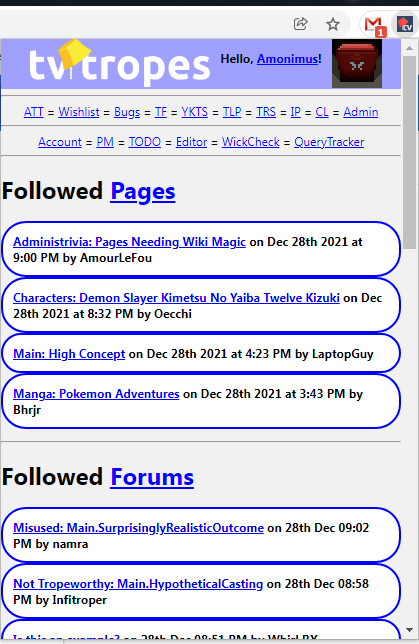 1
CV
tvtropes
Hello, Amonimus!
ATT = Wishlist = Bugs = TF = YKTS = TLP = TRS = IP = CL = Admin
Account = PM = TODO = Editor = WickCheck = QueryTracker
Followed Pages
Administrivia: Pages Needing Wiki Magic on Dec 28th 2021 at
9:00 PM by AmourLeFou
Characters: Demon Slayer Kimetsu No Yaiba Twelve Kizuki on Dec
28th 2021 at 8:32 PM by Oecchi
Main: High Concept on Dec 28th 2021 at 4:23 PM by LaptopGuy
Manga: Pokemon Adventures on Dec 28th 2021 at 3:43 PM by
Bhrjr
Followed Forums
Misused: Main.SurprisinglyRealisticOutcome on 28th Dec 09:02
PM by namra
Not Tropeworthy: Main.HypotheticalCasting on 28th Dec 08:58
PM by Infitroper
Is this an example? on 28th Dec 08:51 PM by